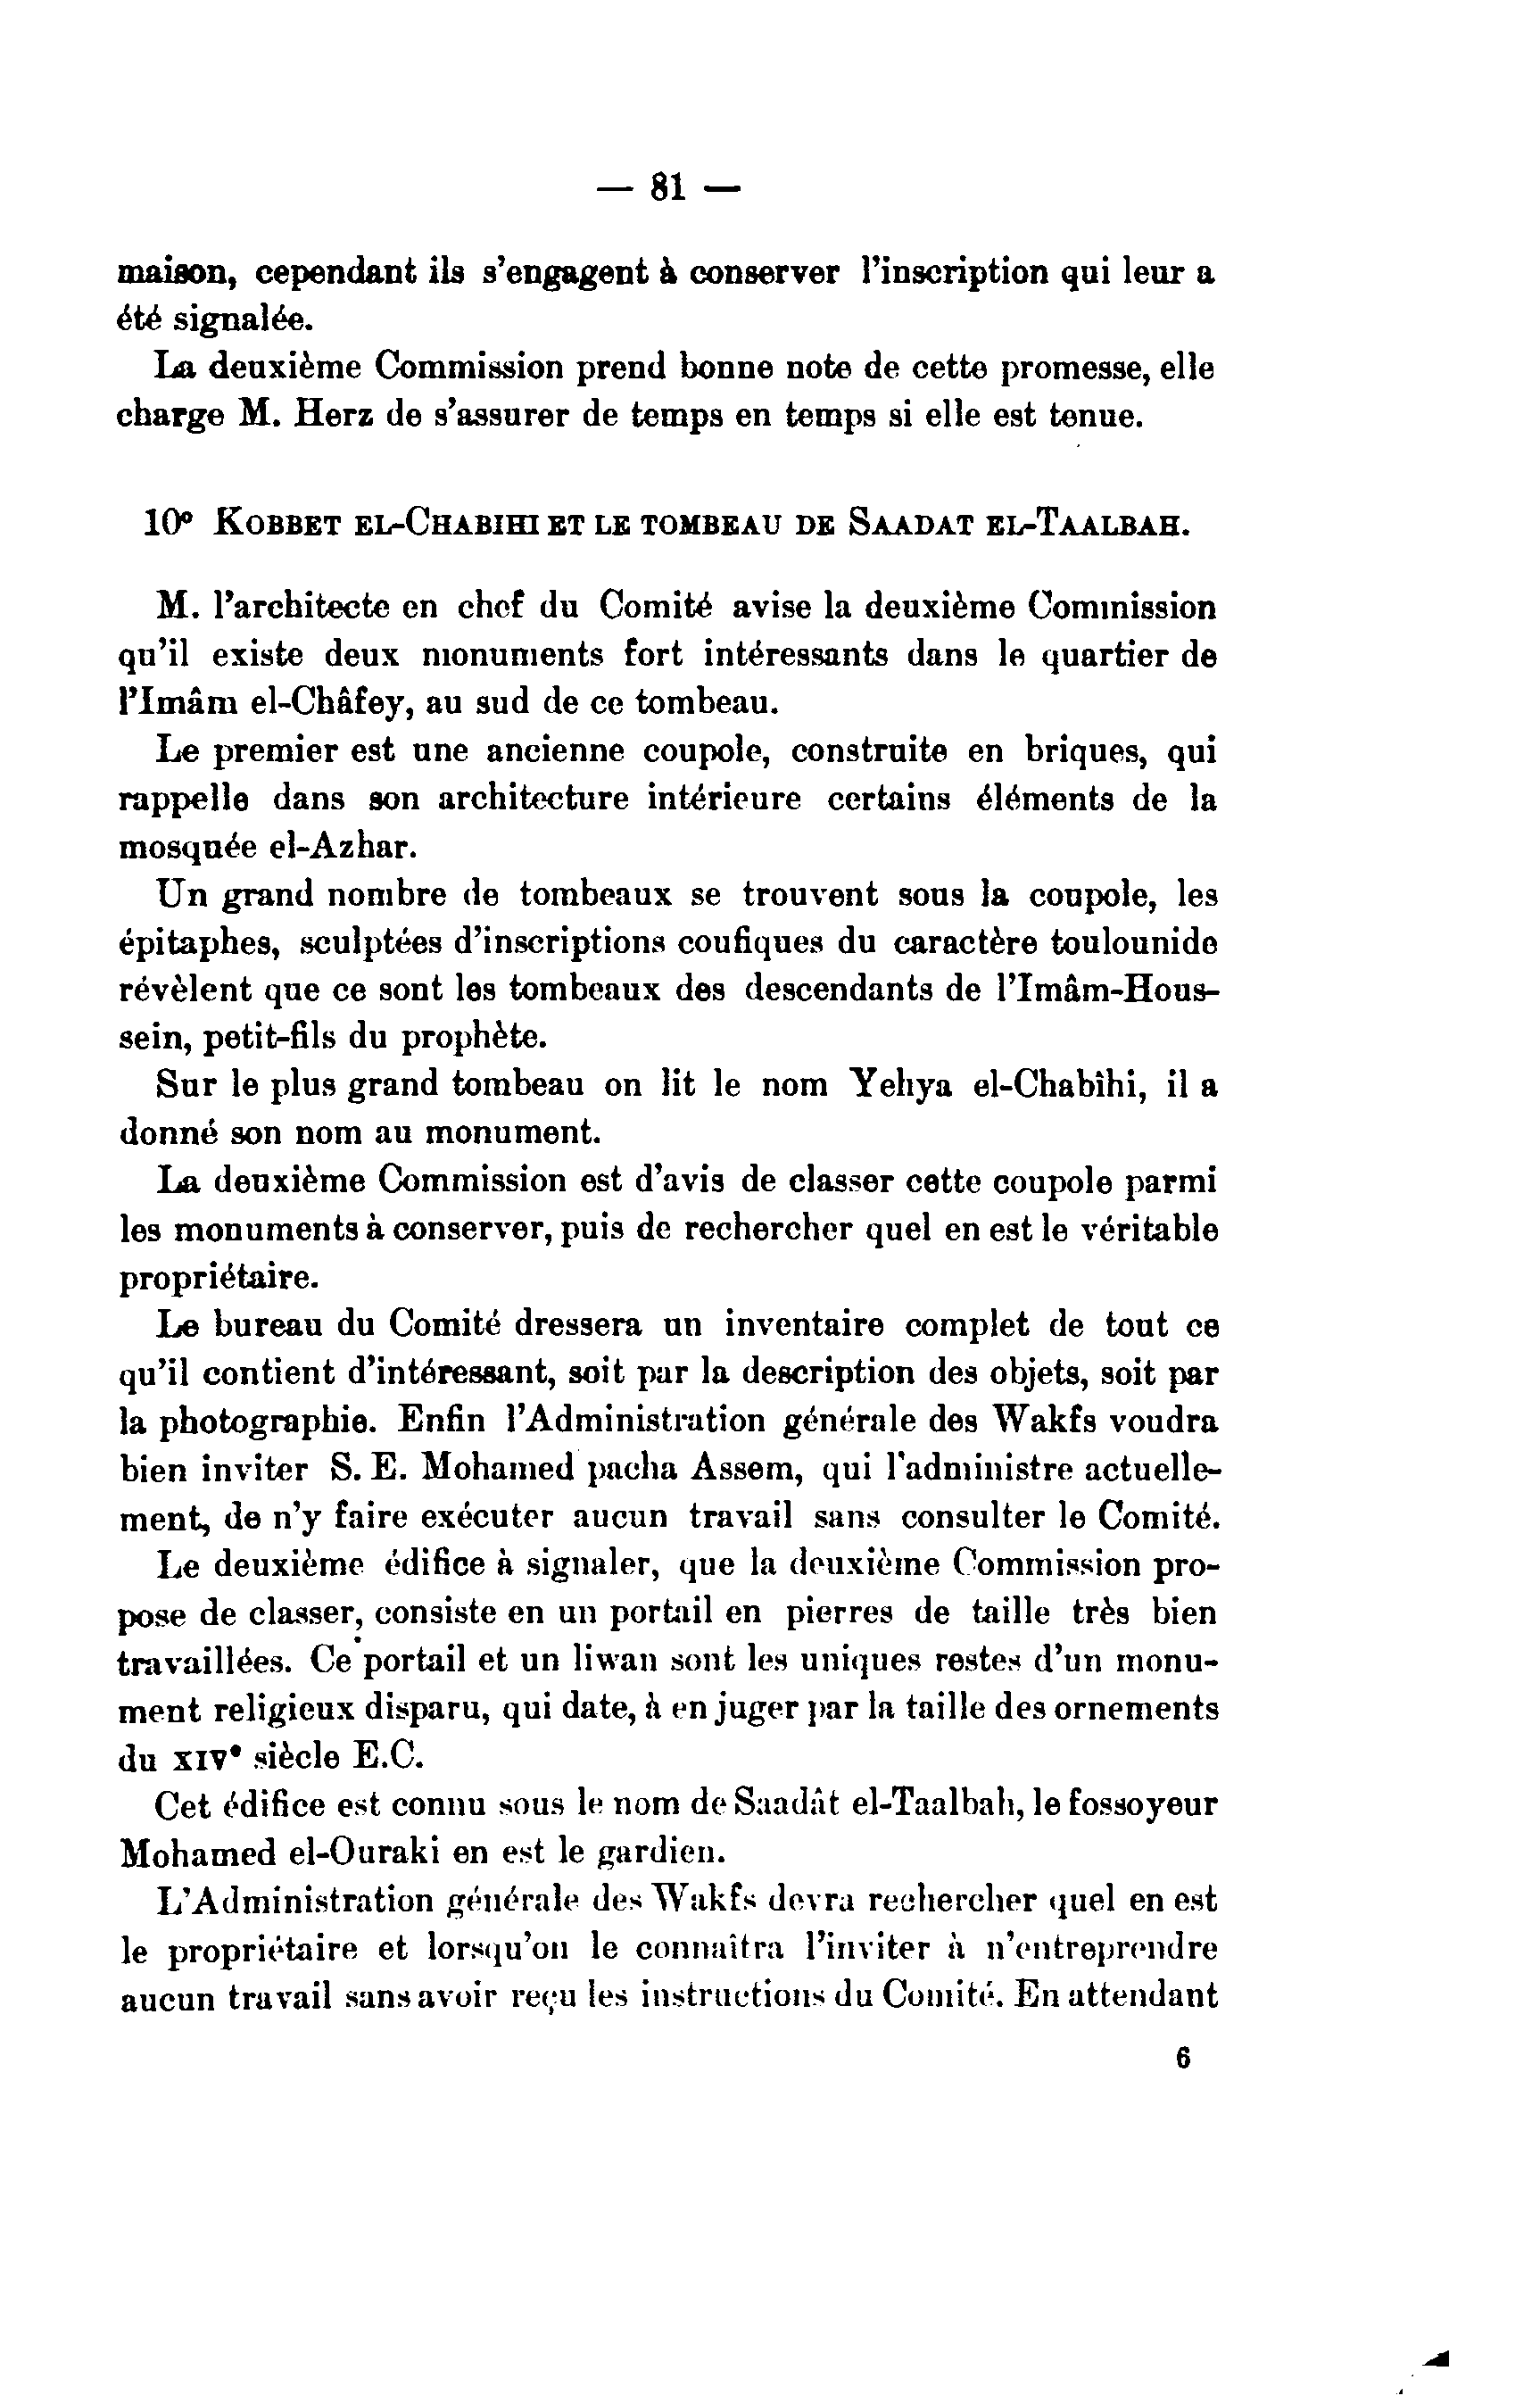 — 81 —
maison, cependant ils s'engagent à conserver l'inscription qui leur a
été signalée.
La deuxième Commission prend bonne note de cette promesse, elle
charge M. Herz de s'assurer de temps en temps si elle est tenue.
10° KOBBET EL-CHABIHI ET LE TOMBEAU DE SAADAT EL-TAALBAH.
M. l'architecte en chef du Comité avise la deuxième Commission
qu'il existe deux monuments fort intéressants dans le quartier de
l'Imâm el-Châfey, au sud de ce tombeau.
Le premier est une ancienne coupole, construite en briques, qui
rappelle dans son architecture intérieure certains éléments de la
mosquée el-Azhar.
Un grand nombre de tombeaux se trouvent sous la coupole, les
épitaphes, sculptées d'inscriptions coufiques du caractère toulounide
révèlent que ce sont les tombeaux des descendants de l'Imâm-Hous-
sein, petit-fils du prophète.
Sur le plus grand tombeau on lit le nom Yehya el-Chabîhi, il a
donné son nom au monument.
La deuxième Commission est d'avis de classer cette coupole parmi
les monuments à conserver, puis de rechercher quel en est le véritable
propriétaire.
Le bureau du Comité dressera un inventaire complet de tout ce
qu'il contient d'intéressant, soit par la description des objets, soit par
la photographie. Enfin l'Administration générale des Wakfs voudra
bien inviter S. E. Mohamed pacha Assem, qui l'administre actuelle-
ment, de n'y faire exécuter aucun travail sans consulter le Comité.
Le deuxième édifice à signaler, que la deuxième Commission pro-
pose de classer, consiste en un portail en pierres de taille très bien
travaillées. Ce portail et un liwan sont les uniques restes d'un monu-
ment religieux disparu, qui date, à en juger par la taille des ornements
du XIVe siècle E.C.
Cet édifice est connu sous le nom de Saadât el-Taalbah, le fossoyeur
Mohamed el-Ouraki en est le gardien.
L'Administration générale des Wakfs devra rechercher quel en est
le propriétaire et lorsqu'on le connaîtra l'inviter à n'entreprendre
aucun travail sans avoir reçu les instructions du Comité. En attendant
6